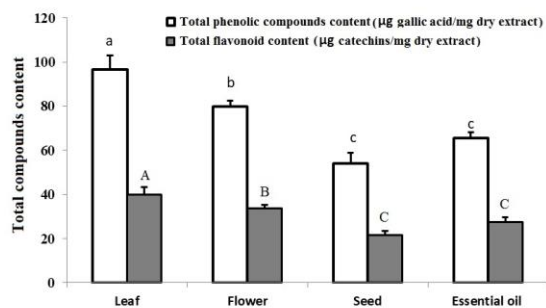 Total phenolic compounds content (µg gallic acid/mg dry extract)
Total flavonoid content (µg catechins/mg dry extract)
Total compounds content
120
100
80
60
40
20
0
a
A
b
B
c
C
c
C
Leaf
Flower
Seed
Essential oil